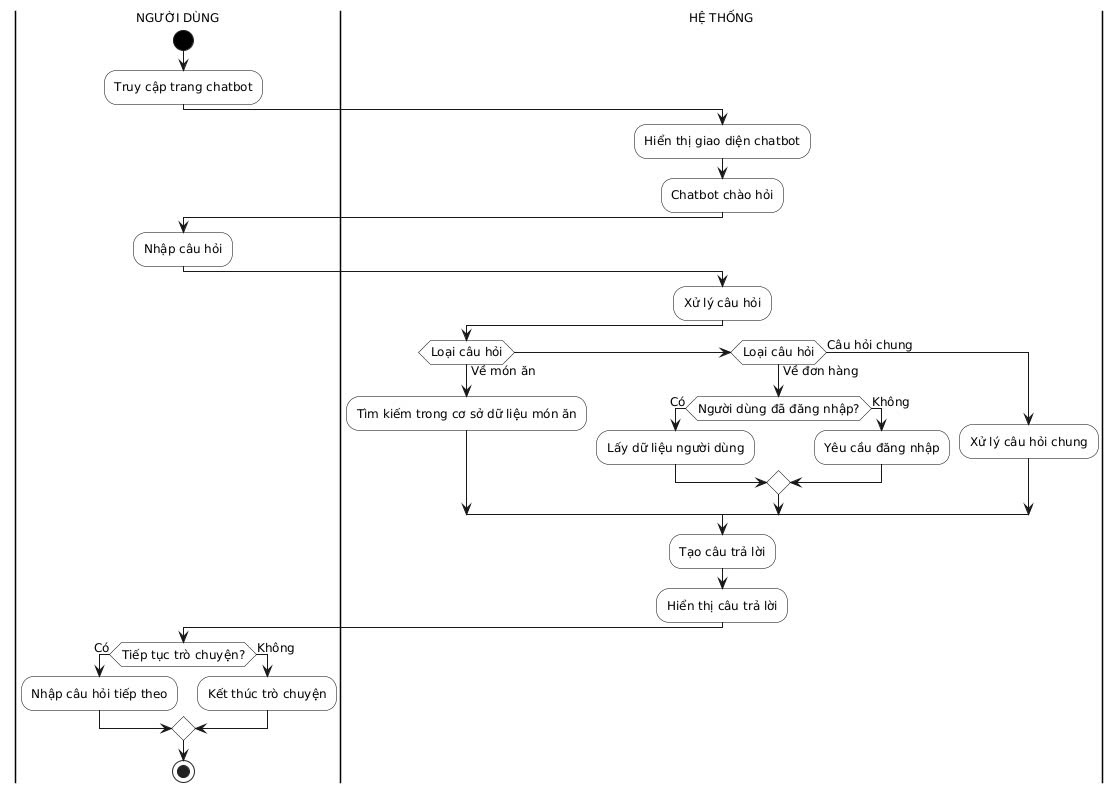 NGƯỜI DÙNG
HỆ THỐNG
Truy cập trang chatbot
Hiển thị giao diện chatbot
Chatbot chào hỏi
Nhập câu hỏi
Xử lý câu hỏi
Loại câu hỏi
Loại câu hỏi
Câu hỏi chung
Về món ăn
Về đơn hàng
Tìm kiếm trong cơ sở dữ liệu món ăn
Có
Người dùng đã đăng nhập?
Không
Lấy dữ liệu người dùng
Yêu cầu đăng nhập
Xử lý câu hỏi chung
Tạo câu trả lời
Hiển thị câu trả lời
Có
Tiếp tục trò chuyện?
Không
Nhập câu hỏi tiếp theo
Kết thúc trò chuyện